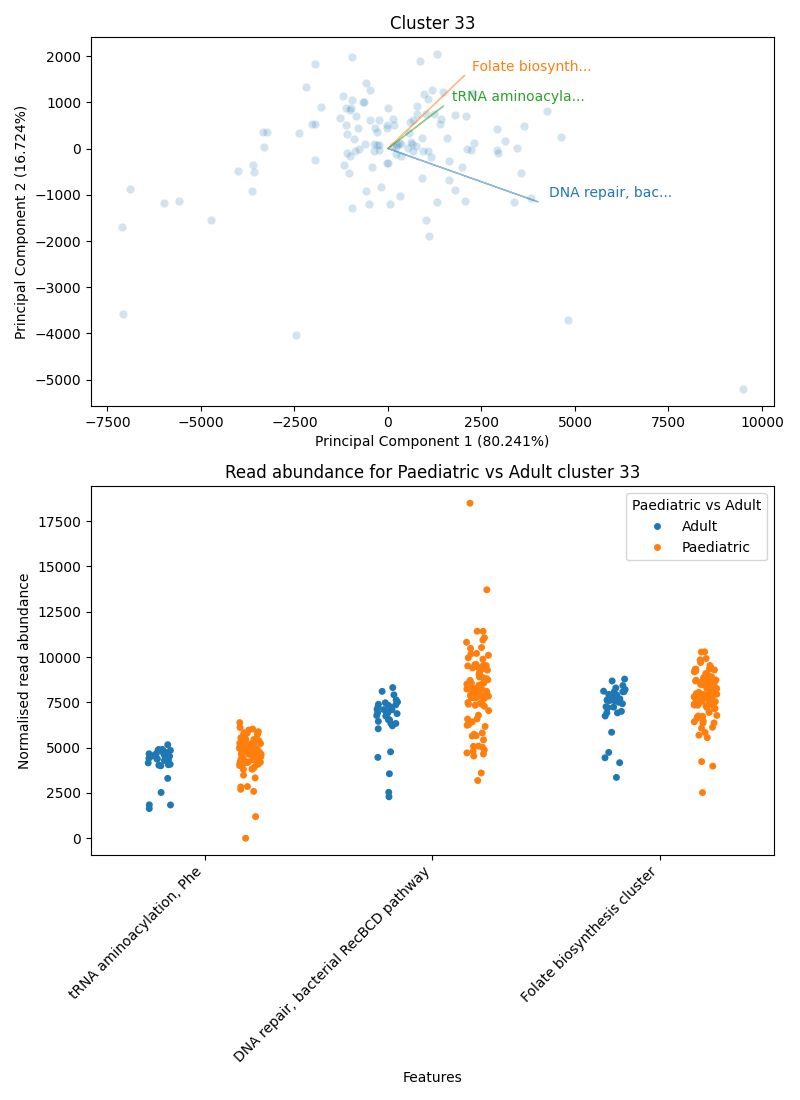 Cluster 33
Principal Component 2 (16.724%)
2000
1000
0
−1000
−2000
−3000
−4000
−5000
Folate biosynth...
tRNA aminoacyla...
DNA repair, bac...
−7500
−5000
−2500
0
2500
5000
7500
10000
Principal Component 1 (80.241%)
Read abundance for Paediatric vs Adult cluster 33
Normalised read abundance
17500
15000
12500
10000
7500
5000
2500
0
Paediatric vs Adult
Adult
Paediatric
tRNA aminoacylation, Phe
DNA repair, bacterial RecBCD pathway
Folate biosynthesis cluster
Features